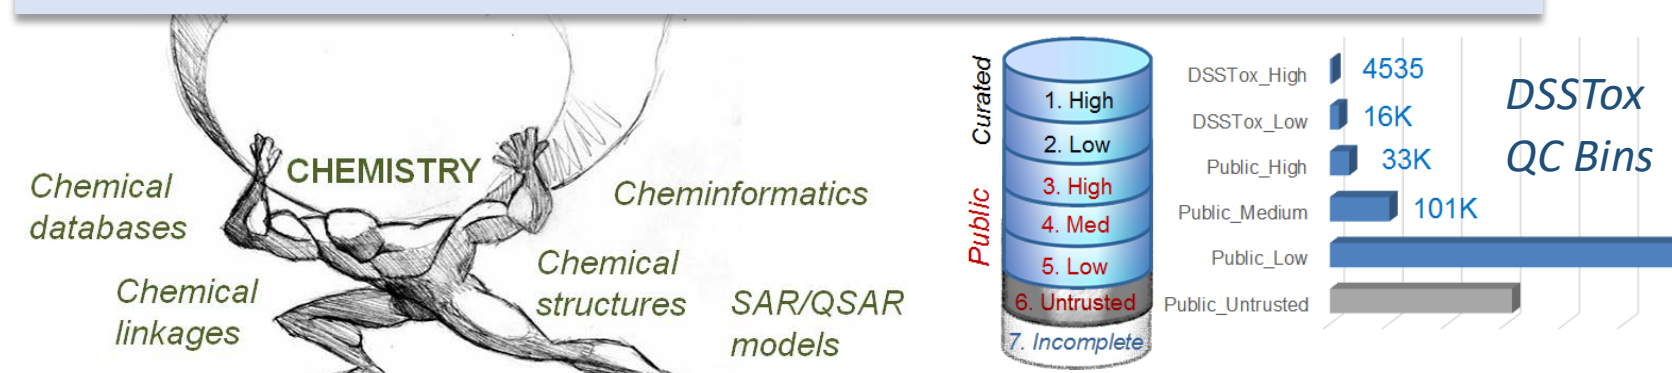 CHEMISTRY
Chemical
databases
Cheminformatics
Chemical
linkages
Chemical
structures
SAR/QSAR
models
Curated
Public
1. High
2. Low
3. High
4. Med
5. Low
6. Untrusted
7. Incomplete
DSSTox_High
4535
DSSTox_Low
16K
Public_High
33K
Public_Medium
101K
Public_Low
Public_Untrusted
DSSTox
QC Bins